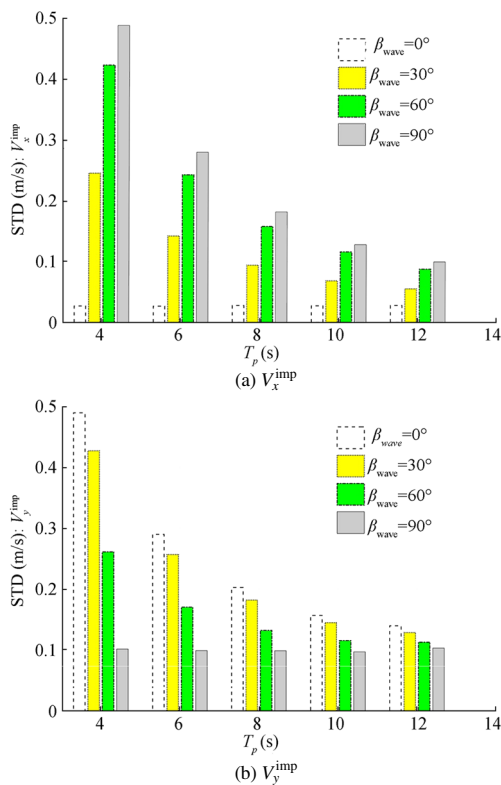 0.5
0.4
0.3
0.2
0.1
0
STD (m/s): V_x^imp
β_wave=0°
β_wave=30°
β_wave=60°
β_wave=90°
4 6 8 10 12 14
T_p (s)
(a) V_x^imp
0.5
0.4
0.3
0.2
0.1
0
STD (m/s): V_y^imp
β_wave=0°
β_wave=30°
β_wave=60°
β_wave=90°
4 6 8 10 12 14
T_p (s)
(b) V_y^imp